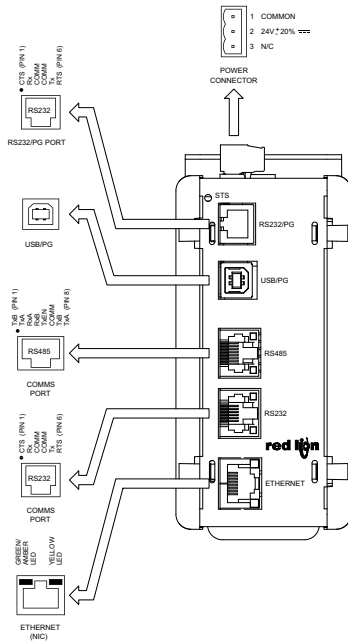 1 COMMON
2 24V ± 20%
3 N/C
POWER
CONNECTOR
CTS (PIN 1)
Rx
COMM
COMM
Tx
RTS (PIN 6)
RS232
RS232/PG PORT
STS
RS232/PG
USB/PG
USB/PG
TxB (PIN 1)
TxA
RxA
RxB
TxEN
COMM
TxB
TxA (PIN 8)
RS485
COMMS
PORT
RS485
RS232
CTS (PIN 1)
Rx
COMM
COMM
Tx
RTS (PIN 6)
RS232
COMMS
PORT
red lion
ETHERNET
GREEN/
AMBER
LED
YELLOW
LED
ETHERNET
(NIC)